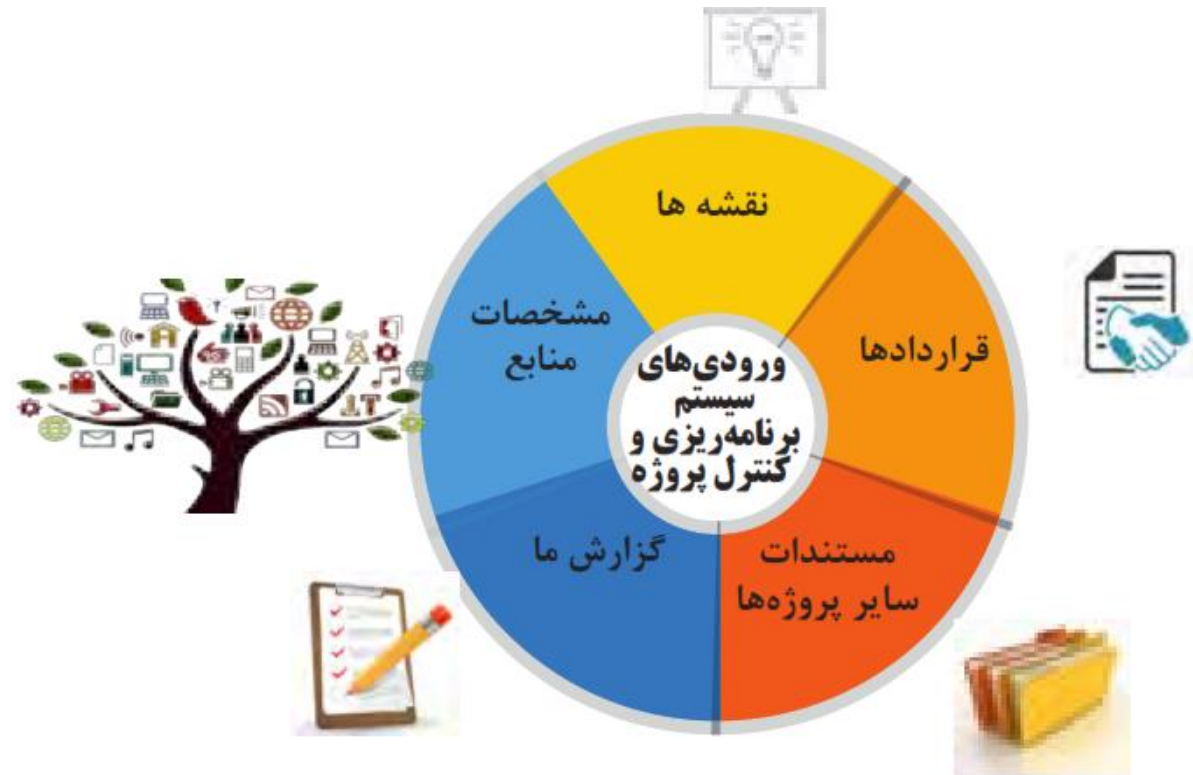 نقشه ها
قراردادها
مشخصات
منابع
ورودی‌های
سیستم
برنامه‌ریزی و
کنترل پروژه
گزارش ما
مستندات
سایر پروژه‌ها